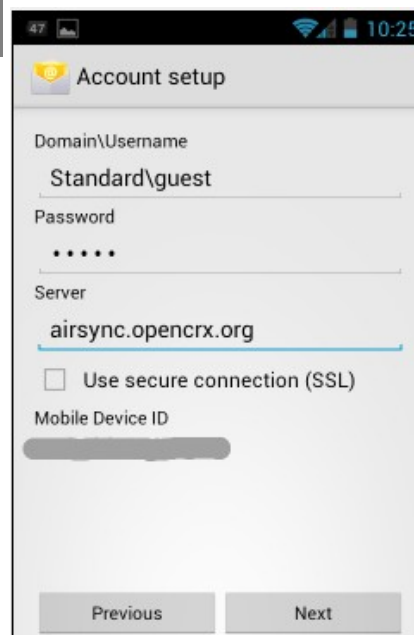 47 10:25
Account setup
Domain\Username
Standard\guest
Password
•••••
Server
airsync.opencrx.org
Use secure connection (SSL)
Mobile Device ID
Previous Next